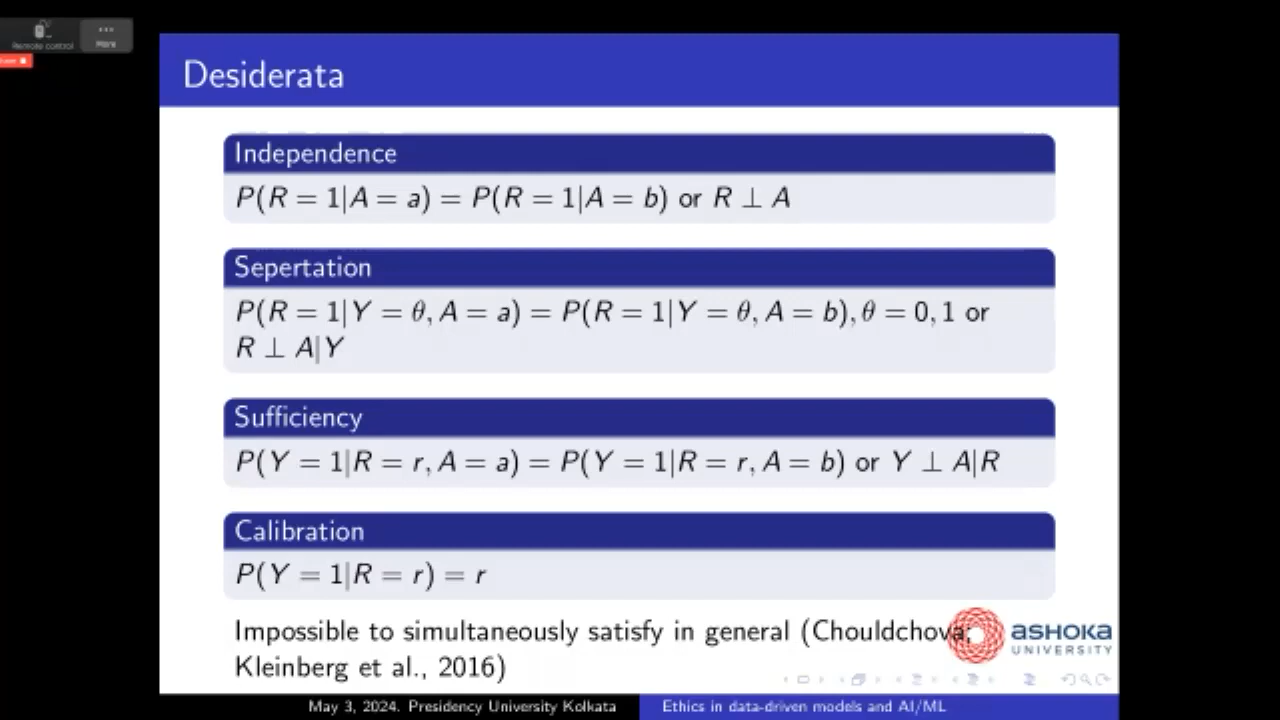 Remote control
More
Desiderata
Independence
P(R = 1|A = a) = P(R = 1|A = b) or R ⊥ A
Sepertation
P(R = 1|Y = θ, A = a) = P(R = 1|Y = θ, A = b), θ = 0, 1 or
R ⊥ A|Y
Sufficiency
P(Y = 1|R = r, A = a) = P(Y = 1|R = r, A = b) or Y ⊥ A|R
Calibration
P(Y = 1|R = r) = r
Impossible to simultaneously satisfy in general (Chouldchova;
Kleinberg et al., 2016)
ASHOKA
UNIVERSITY
May 3, 2024. Presidency University Kolkata
Ethics in data-driven models and AI/ML